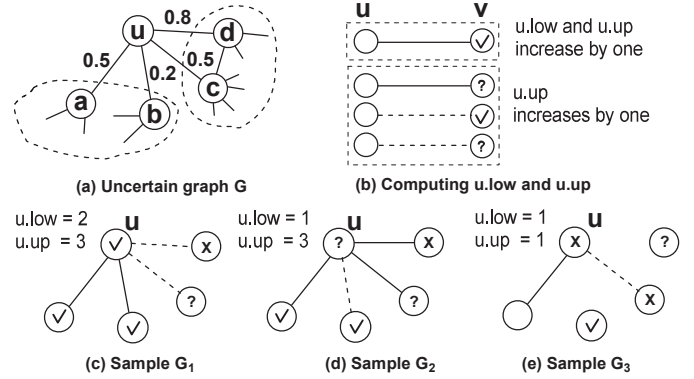 0.8
u
d
0.5
0.2
0.5
c
a
b
(a) Uncertain graph G
u v
u.low and u.up
increase by one
?
u.up
increases by one
?
(b) Computing u.low and u.up
u.low = 2
u.up = 3
u
x
?
(c) Sample G1
u.low = 1
u.up = 3
u
?
x
?
(d) Sample G2
u.low = 1
u.up = 1
u
x
?
x
(e) Sample G3